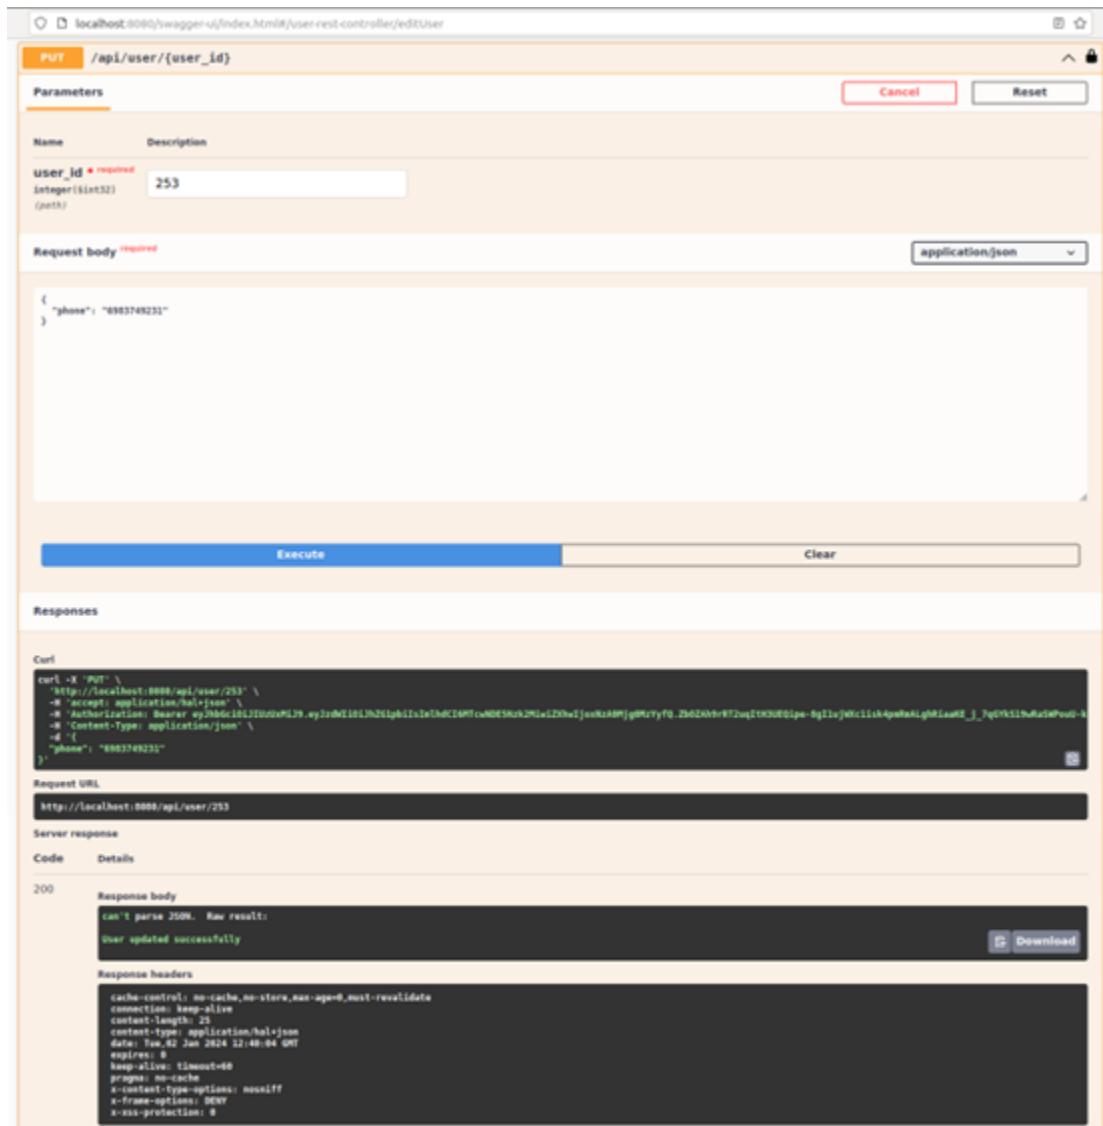 localhost:8080/swagger-ui/index.html#/user-rest-controller/editUser
PUT /api/user/{user_id}
Parameters
Cancel
Reset
Name Description
user_id * required
integer($int32)
(path)
253
Request body required
application/json
{
"phone": "6983749231"
}
Execute
Clear
Responses
Curl
curl -X 'PUT' \
'http://localhost:8080/api/user/253' \
-H 'accept: application/hal+json' \
-H 'Authorization: Bearer
-H 'Content-Type: application/json' \
-d '{
"phone": "6983749231"
}'
Request URL
http://localhost:8080/api/user/253
Server response
Code Details
200
Response body
can't parse JSON. Raw result:
User updated successfully
Download
Response headers
cache-control: no-cache,no-store,max-age=0,must-revalidate
connection: keep-alive
content-length: 25
content-type: application/hal+json
date: Tue,02 Jan 2024 12:40:04 GMT
expires: 0
keep-alive: timeout=60
pragma: no-cache
x-content-type-options: nosniff
x-frame-options: DENY
x-xss-protection: 0